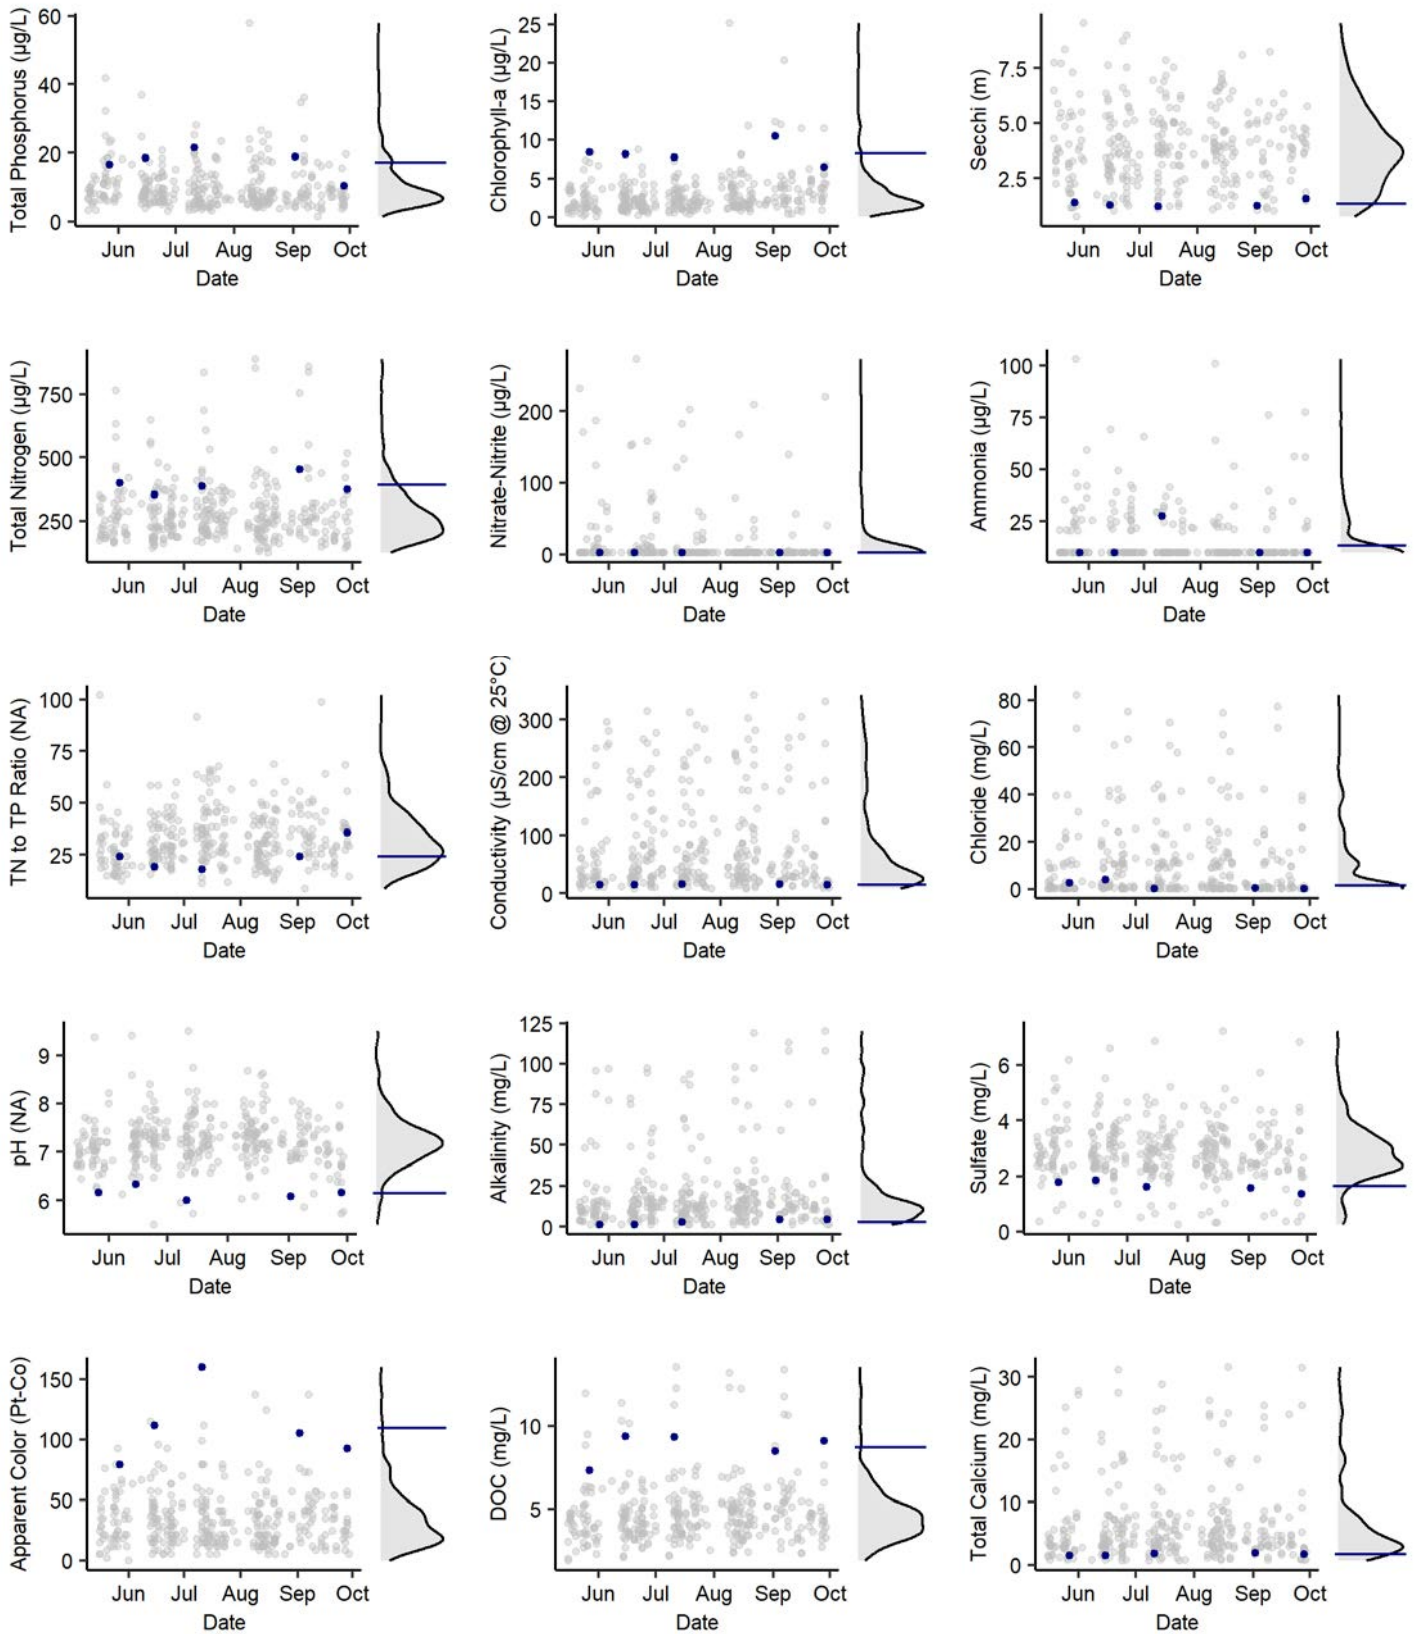 Total Phosphorus (µg/L)
60
40
20
0
Jun Jul Aug Sep Oct
Date
Chlorophyll-a (µg/L)
25
20
15
10
5
0
Jun Jul Aug Sep Oct
Date
Secchi (m)
7.5
5.0
2.5
Jun Jul Aug Sep Oct
Date
Total Nitrogen (µg/L)
750
500
250
Jun Jul Aug Sep Oct
Date
Nitrate-Nitrite (µg/L)
200
100
0
Jun Jul Aug Sep Oct
Date
Ammonia (µg/L)
100
75
50
25
Jun Jul Aug Sep Oct
Date
TN to TP Ratio (NA)
100
75
50
25
Jun Jul Aug Sep Oct
Date
Conductivity (µS/cm @ 25°C)
300
200
100
0
Jun Jul Aug Sep Oct
Date
Chloride (mg/L)
80
60
40
20
0
Jun Jul Aug Sep Oct
Date
pH (NA)
9
8
7
6
Jun Jul Aug Sep Oct
Date
Alkalinity (mg/L)
125
100
75
50
25
0
Jun Jul Aug Sep Oct
Date
Sulfate (mg/L)
6
4
2
0
Jun Jul Aug Sep Oct
Date
Apparent Color (Pt-Co)
150
100
50
0
Jun Jul Aug Sep Oct
Date
DOC (mg/L)
10
5
Jun Jul Aug Sep Oct
Date
Total Calcium (mg/L)
30
20
10
0
Jun Jul Aug Sep Oct
Date